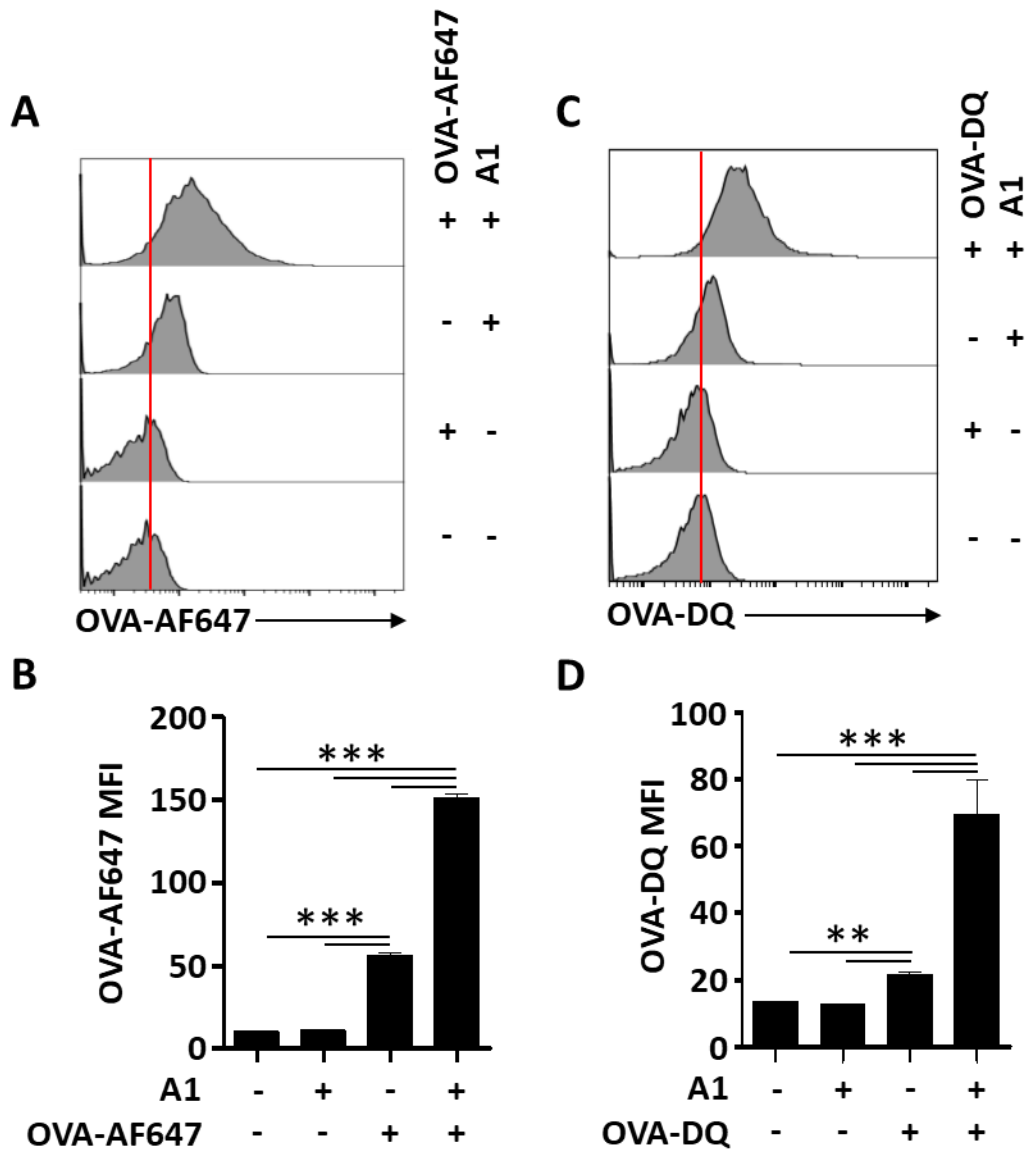 A
OVA-AF647
A1
+ +
- +
+ -
- -
OVA-AF647
C
OVA-DQ
A1
+ +
- +
+ -
- -
OVA-DQ
B
OVA-AF647 MFI
200
150
100
50
0
***
***
A1 - + - +
OVA-AF647 - - + +
D
OVA-DQ MFI
100
80
60
40
20
0
***
**
A1 - + - +
OVA-DQ - - + +